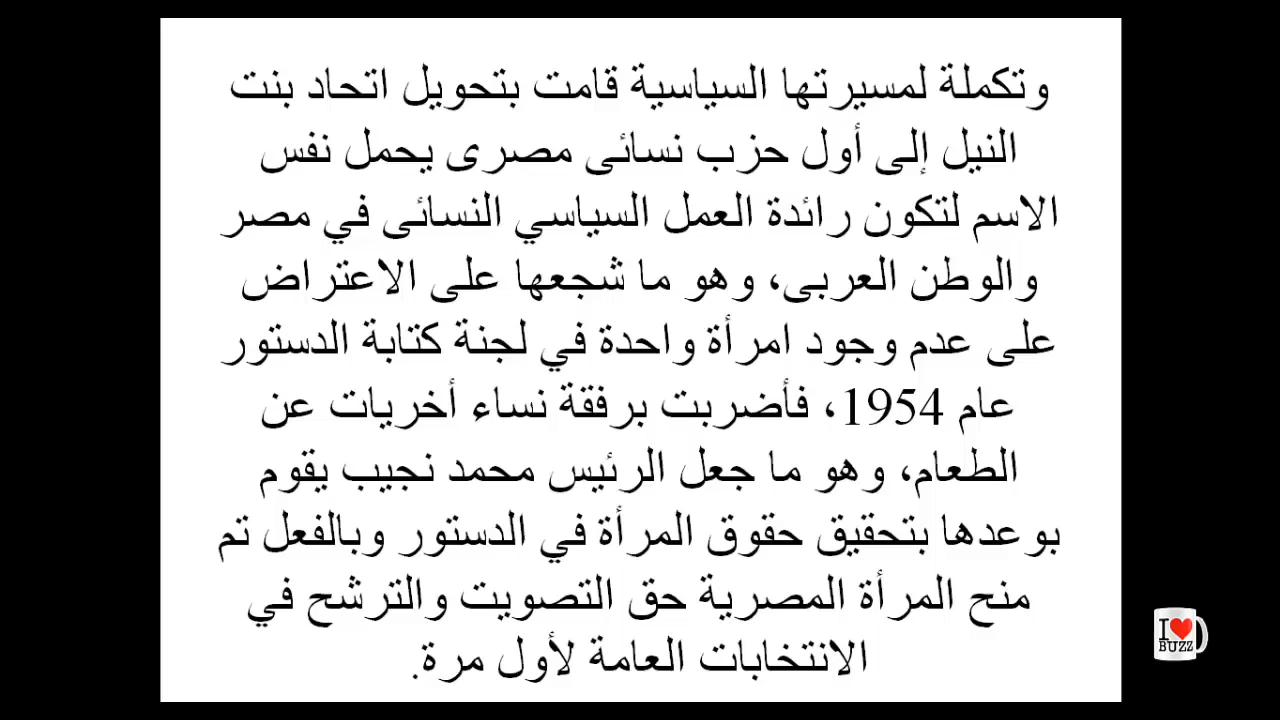 وتكملة لمسيرتها السياسية قامت بتحويل اتحاد بنت
النيل إلى أول حزب نسائى مصرى يحمل نفس
الاسم لتكون رائدة العمل السياسي النسائى في مصر
والوطن العربى، وهو ما شجعها على الاعتراض
على عدم وجود امرأة واحدة في لجنة كتابة الدستور
عام 1954، فأضربت برفقة نساء أخريات عن
الطعام، وهو ما جعل الرئيس محمد نجيب يقوم
بوعدها بتحقيق حقوق المرأة في الدستور وبالفعل تم
منح المرأة المصرية حق التصويت والترشح في
الانتخابات العامة لأول مرة.
I
BUZZ